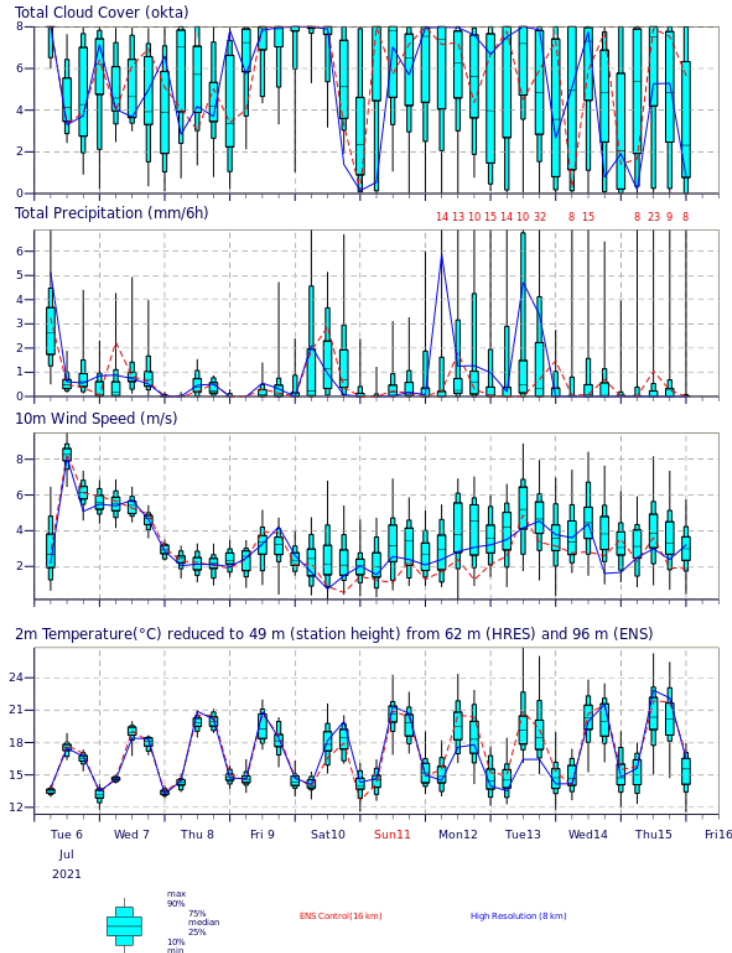 Total Cloud Cover (okta)
8
6
4
2
0
Total Precipitation (mm/6h)
14 13 10 15 14 10 32 8 15 8 23 9 8
6
5
4
3
2
1
0
10m Wind Speed (m/s)
8
6
4
2
2m Temperature(°C) reduced to 49 m (station height) from 62 m (HRES) and 96 m (ENS)
24
21
18
15
12
Tue 6 Wed 7 Thu 8 Fri 9 Sat10 Sun11 Mon12 Tue13 Wed14 Thu15 Fri16
Jul
2021
max
90%
75%
median
25%
10%
min
ENS Control(16 km)
High Resolution (8 km)